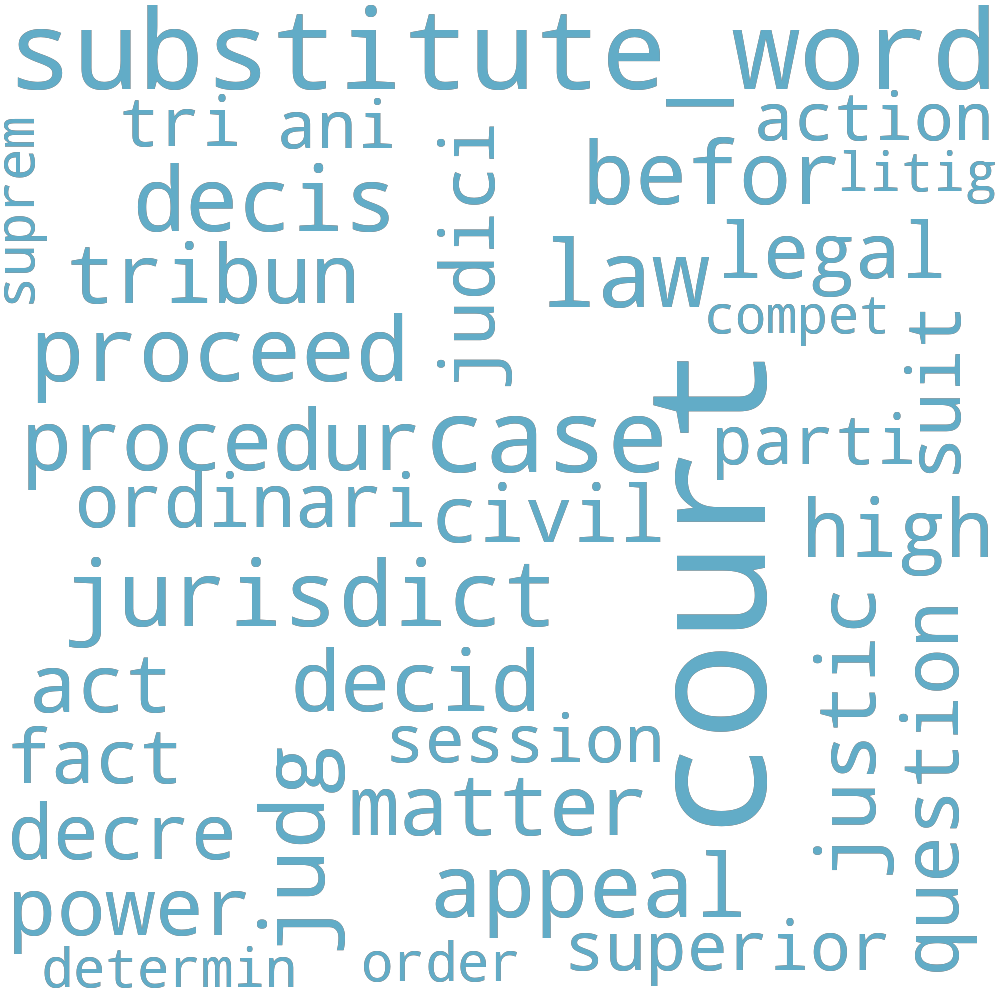 substitute_word
tri
ani
action
suprem
judici
befor
litig
decis
law
legal
tribun
compet
proceed
suit
court
procedur
case
parti
ordinari
civil
high
jurisdict
justic
question
act
decid
fact
session
judg
matter
decre
appeal
power
superior
determin
order